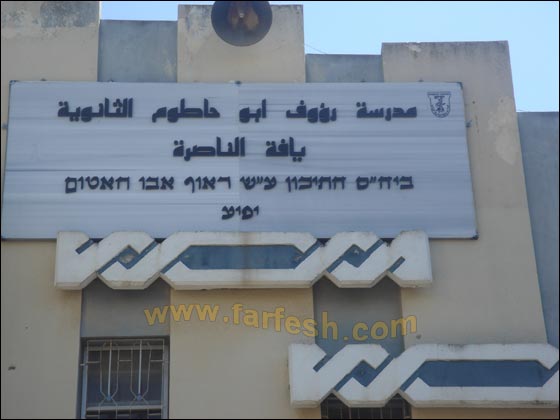 مدرسة رؤوف ابو حاطوم الثانوية
يافة الناصرة
ביה"ס התיכון ע"ש ראוף אבו חאטום
יפיע
www.farfesh.com